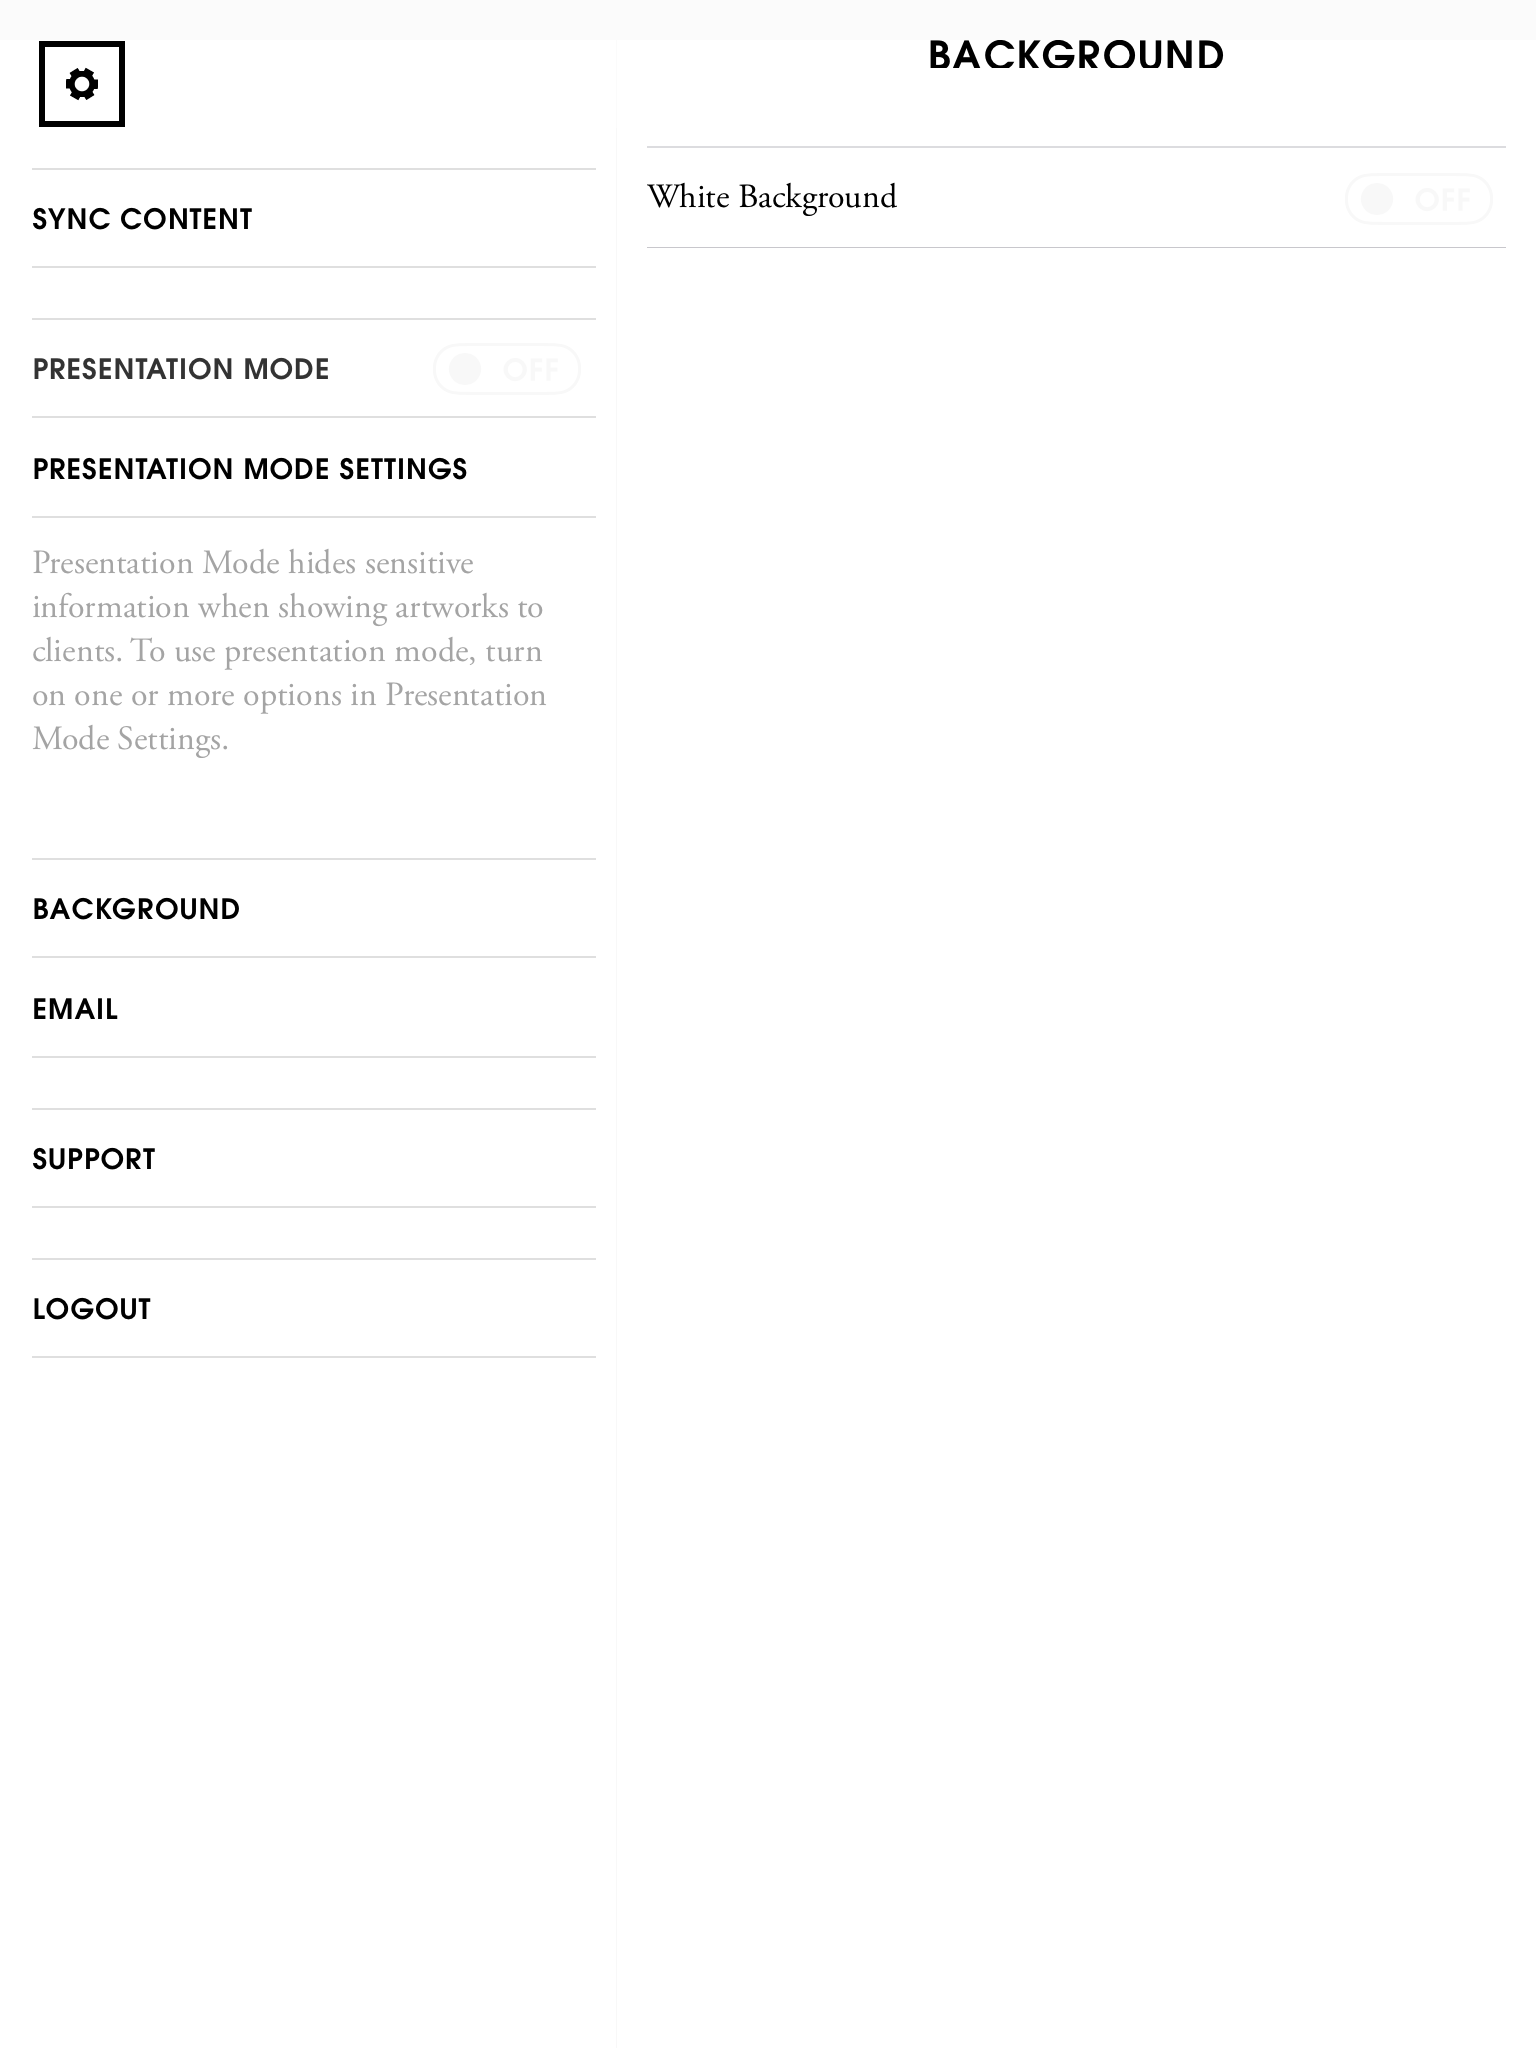 BACKGROUND
SYNC CONTENT
White Background OFF
PRESENTATION MODE OFF
PRESENTATION MODE SETTINGS
Presentation Mode hides sensitive
information when showing artworks to
clients. To use presentation mode, turn
on one or more options in Presentation
Mode Settings.
BACKGROUND
EMAIL
SUPPORT
LOGOUT